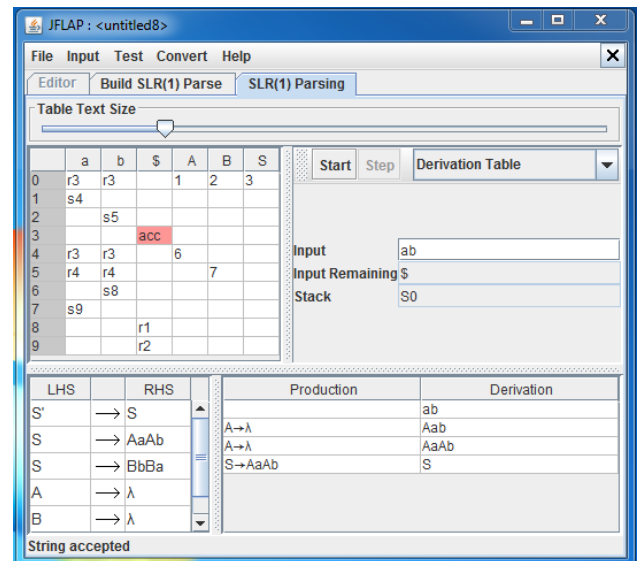 JFLAP : <untitled8>
File Input Test Convert Help
Editor Build SLR(1) Parse SLR(1) Parsing
Table Text Size
a b $ A B S
0 r3 r3 1 2 3
1 s4
2 s5
3 acc
4 r3 r3 6
5 r4 r4 7
6 s8
7 s9
8 r1
9 r2
Start Step Derivation Table
Input ab
Input Remaining $
Stack S0
LHS RHS
S' → S
S → AaAb
S → BbBa
A → λ
B → λ
Production Derivation
ab
A→λ Aab
A→λ AaAb
S→AaAb S
String accepted